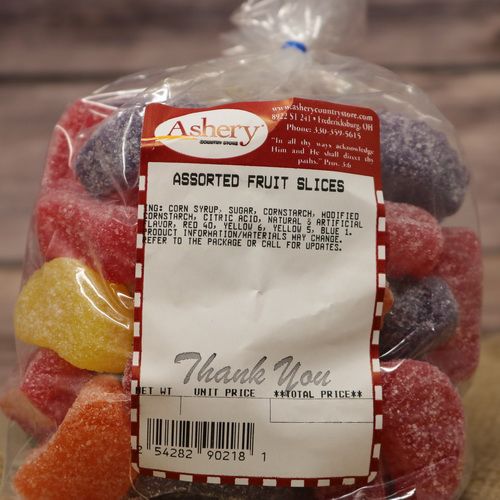 www.asherycountrystore.com
8922 S1 241 • Fredericksburg, OH
Phone: 330-359-5615
"In all thy ways acknowledge
Him and He shall direct thy
paths." Prov. 3:6
Ashery
COUNTRY STORE
ASSORTED FRUIT SLICES
ING: CORN SYRUP, SUGAR, CORNSTARCH, MODIFIED
CORNSTARCH, CITRIC ACID, NATURAL & ARTIFICIAL
FLAVOR, RED 40, YELLOW 6, YELLOW 5, BLUE 1.
PRODUCT INFORMATION/MATERIALS MAY CHANGE.
REFER TO THE PACKAGE OR CALL FOR UPDATES.
Thank You
NET WT UNIT PRICE **TOTAL PRICE**
2 54282 90218 1